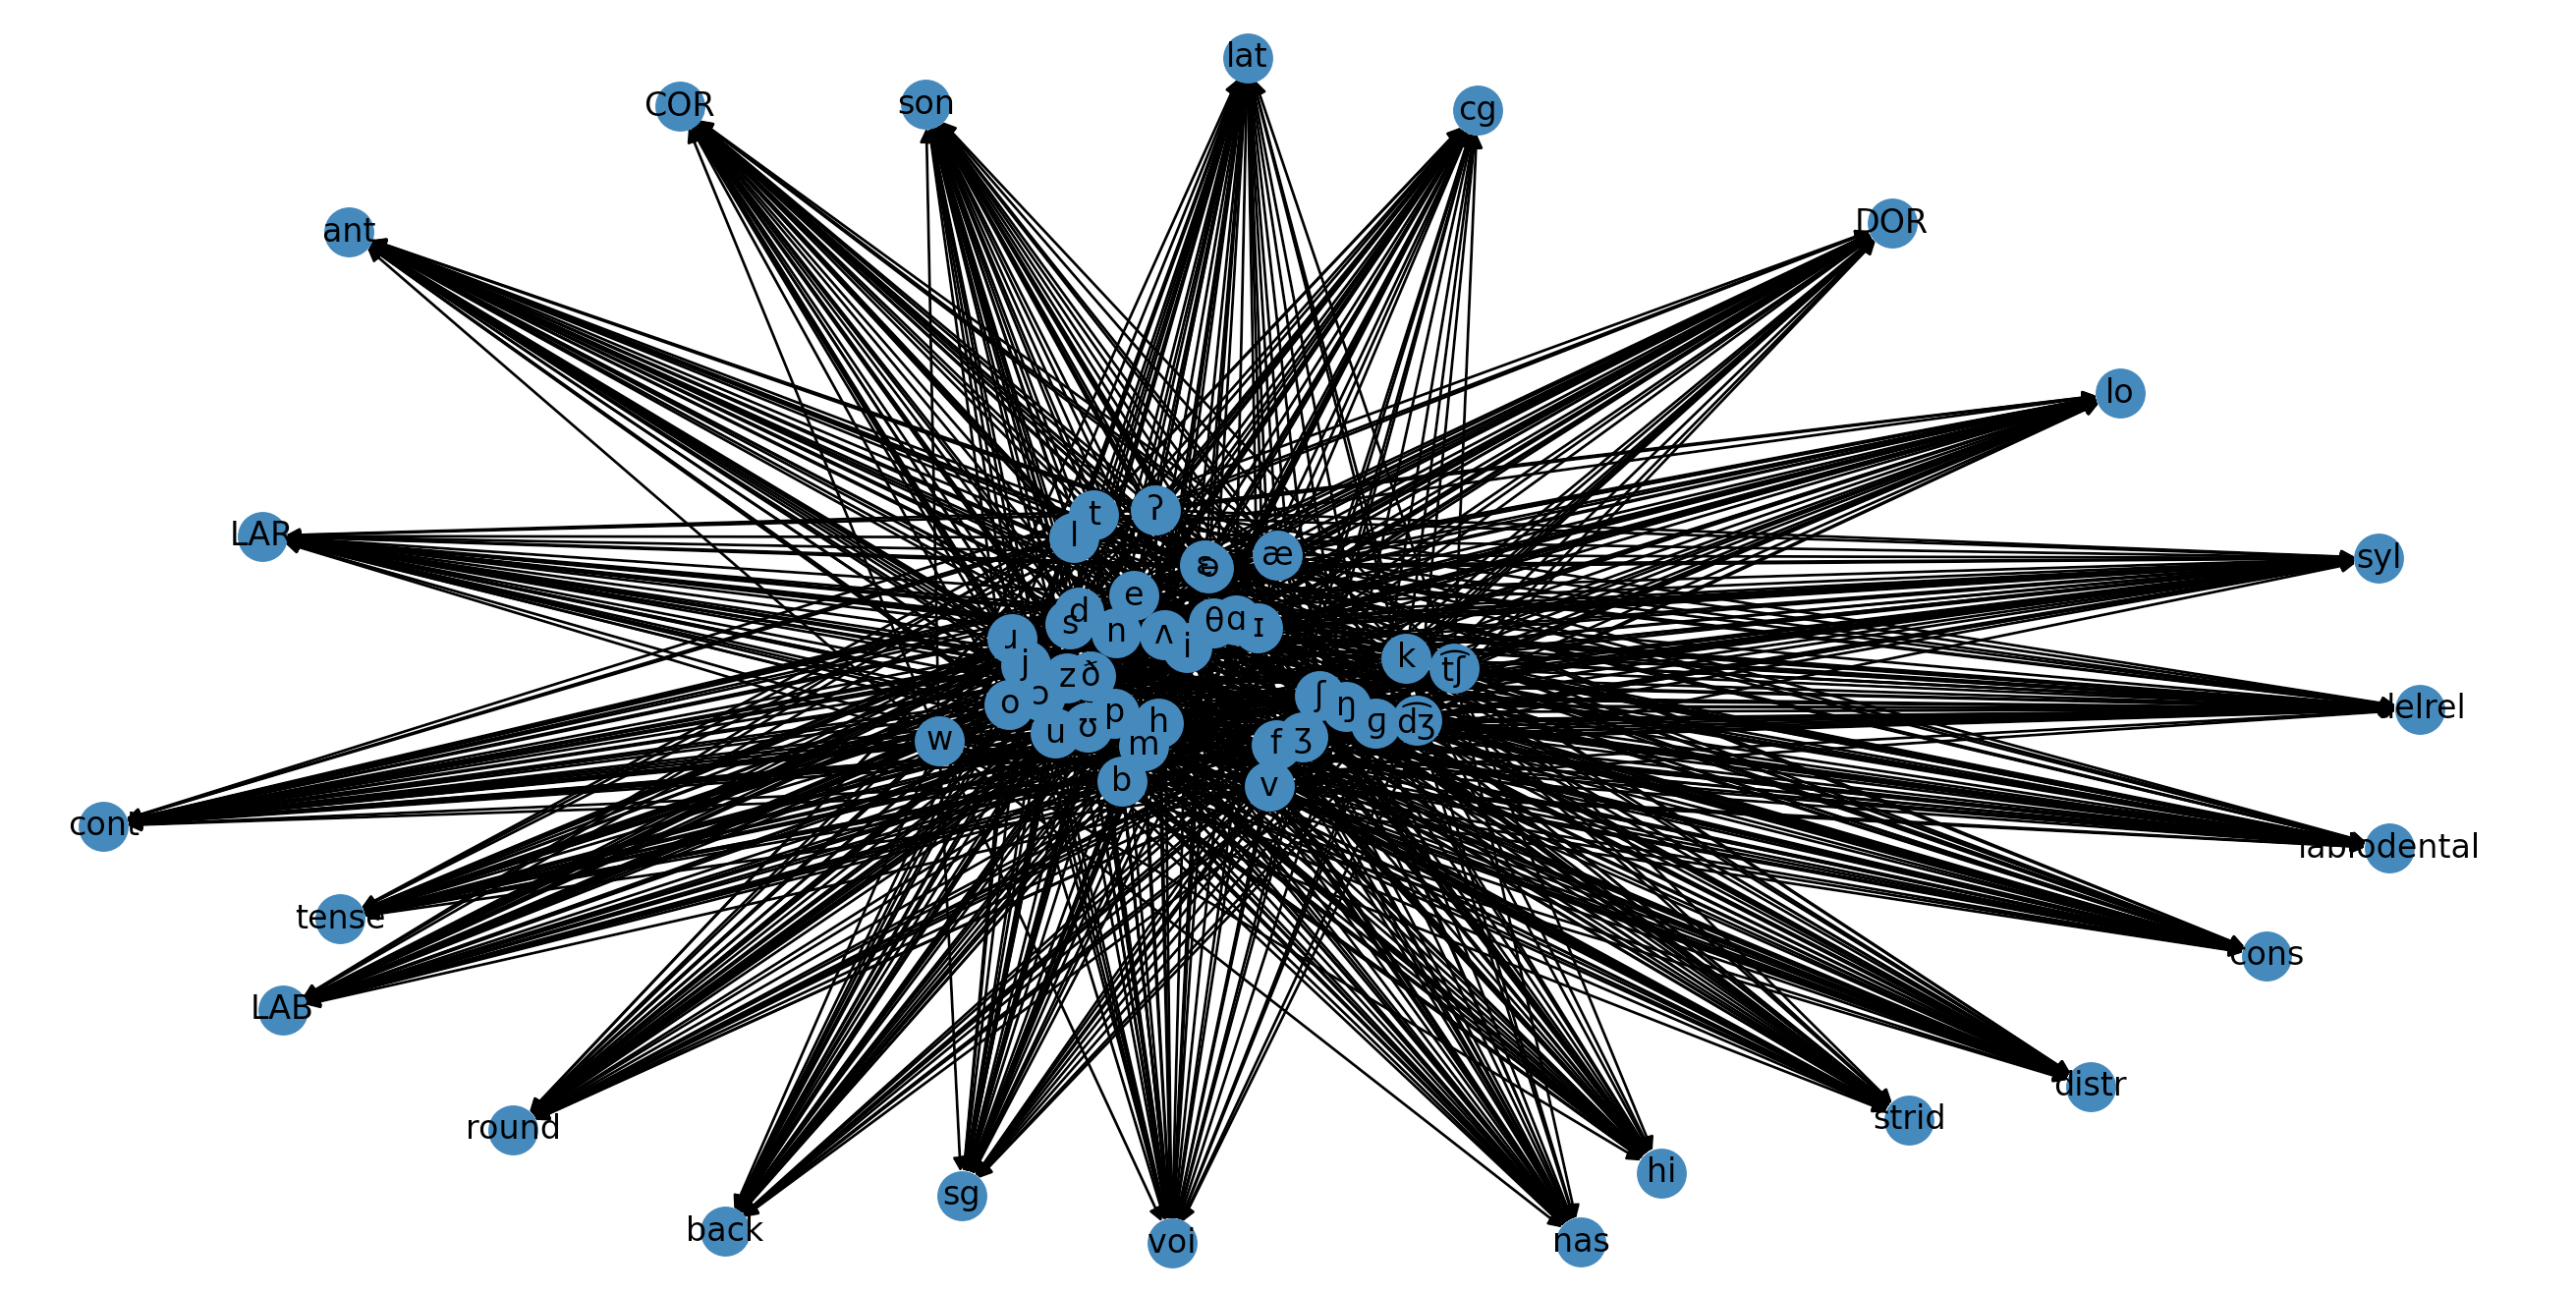 lat
COR
son
cg
DOR
ant
lo
t
ʔ
LAR
l
æ
syl
ɛ
ə
e
d
s
n
ʌ
θ
ɑ
ɪ
i
ɹ
j
k
t͡ʃ
z
ð
o
ɔ
ʃ
ŋ
delrel
p
h
g
d͡ʒ
u
ʊ
w
m
f
ʒ
b
v
cont
labiodental
tense
cons
LAB
distr
round
strid
hi
sg
back
voi
nas